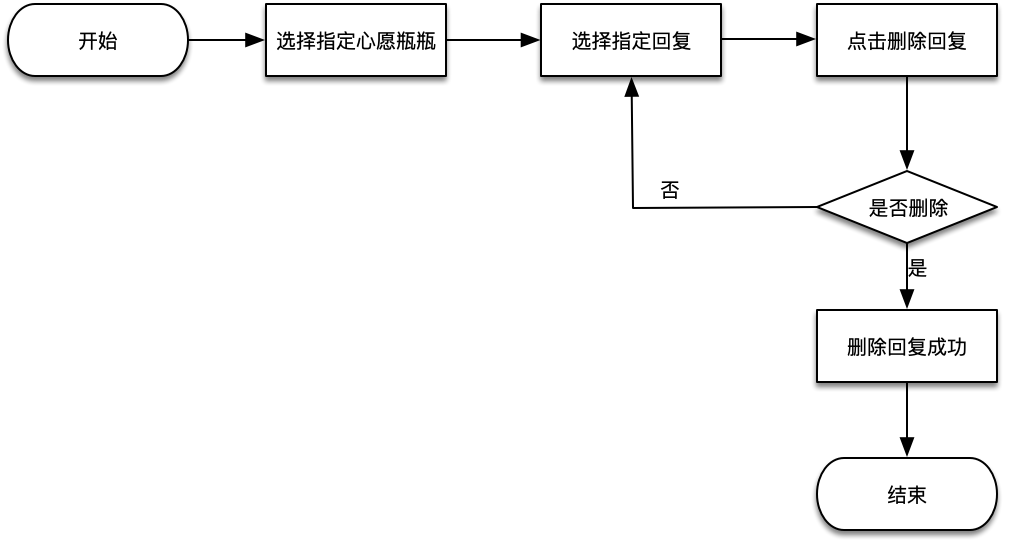 开始
选择指定心愿瓶瓶
选择指定回复
点击删除回复
否
是否删除
是
删除回复成功
结束